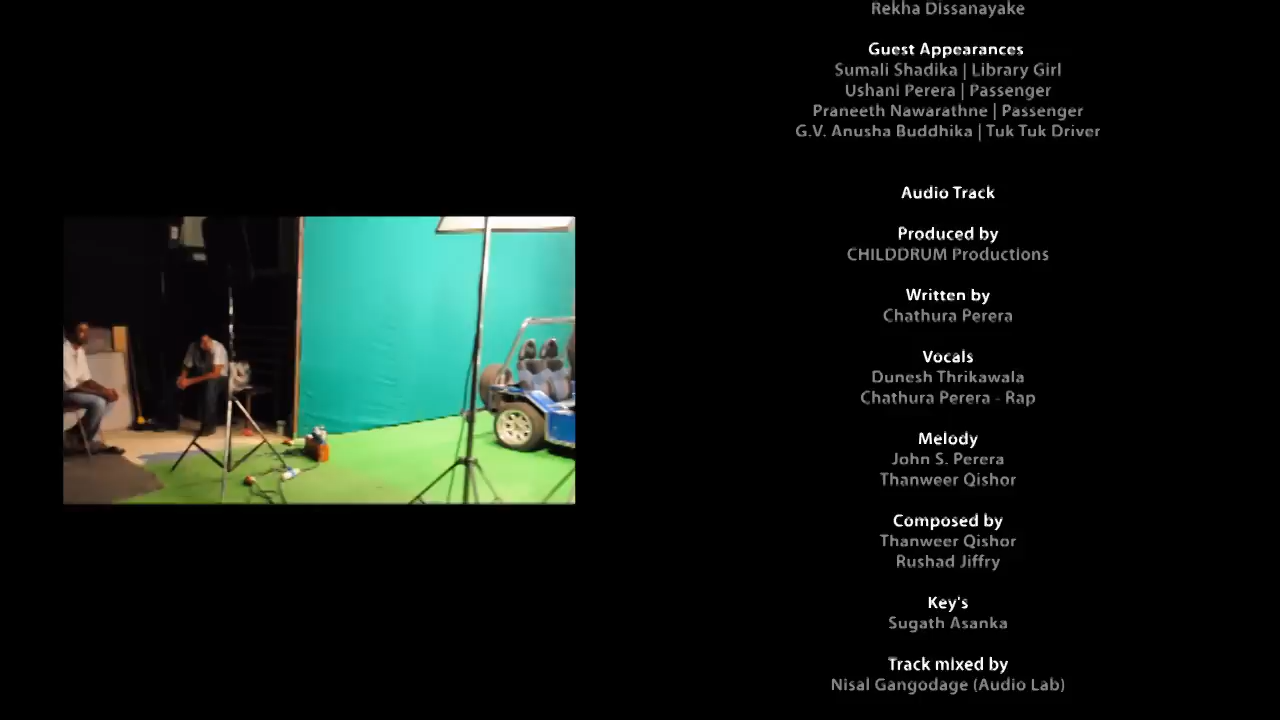 Rekha Dissanayake
Guest Appearances
Sumali Shadika | Library Girl
Ushani Perera | Passenger
Praneeth Nawarathne | Passenger
G.V. Anusha Buddhika | Tuk Tuk Driver
Audio Track
Produced by
CHILDDRUM Productions
Written by
Chathura Perera
Vocals
Dunesh Thrikawala
Chathura Perera - Rap
Melody
John S. Perera
Thanweer Qishor
Composed by
Thanweer Qishor
Rushad Jiffry
Key's
Sugath Asanka
Track mixed by
Nisal Gangodage (Audio Lab)